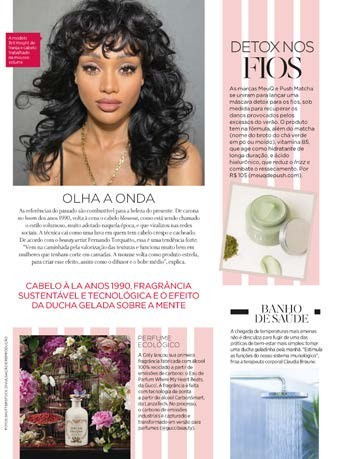 A modelo
Brit Height de
franja e cabelo
trabalhado
na mousse:
volume
OLHA A ONDA
As referências do passado são combustível para a beleza do presente. De carona
no boom dos anos 1990, volta à cena o cabelo blowout, como está sendo chamado
o estilo volumoso, muito adotado naquela época, e que viralizou nas redes
sociais. A técnica cai como uma luva em quem tem cabelo crespo e cacheado.
De acordo com o beauty artist Fernando Torquatto, essa é uma tendência forte.
"Vem na caminhada pela valorização das texturas e funciona muito bem em
mulheres que tenham corte em camadas. A mousse volta como produto estrela,
para criar esse efeito, assim como o difusor e o bobe médio", explica.
DETOX NOS
FIOS
As marcas MeuQ e Push Matcha
se uniram para lançar uma
máscara detox para os fios, sob
medida para recuperar os
danos provocados pelos
excessos do verão. O produto
tem na fórmula, além do matcha
(nome do broto do chá verde
em pó ou moído), vitamina B5,
que age como hidratante de
longa duração, e ácido
hialurônico, que reduz o frizz e
combate o ressecamento. Por
R$ 105 (meuqdepush.com).
CABELO À LA ANOS 1990, FRAGRÂNCIA
SUSTENTÁVEL E TECNOLÓGICA E O EFEITO
DA DUCHA GELADA SOBRE A MENTE
PERFUME
ECOLÓGICO
A Coty lançou sua primeira
fragrância fabricada com álcool
100% reciclado a partir de
emissões de carbono: o Eau de
Parfum Where My Heart Beats,
da Gucci. A fragrância é feita
com tecnologia de ponta
a partir do álcool CarbonSmart,
da LanzaTech. No processo,
o carbono de emissões
industriais é capturado e
transformado em versão para
perfumes (@guccibeauty).
BANHO
DE SAÚDE
A chegada de temperaturas mais amenas
não é desculpa para fugir de uma das
práticas de bem-estar mais simples: tomar
uma ducha geladinha pela manhã. "Estimula
as funções do nosso sistema imunológico",
frisa a terapeuta corporal Claudia Braune.
FOTOS: SHUTTERSTOCK, DIVULGAÇÃO E REPRODUÇÃO